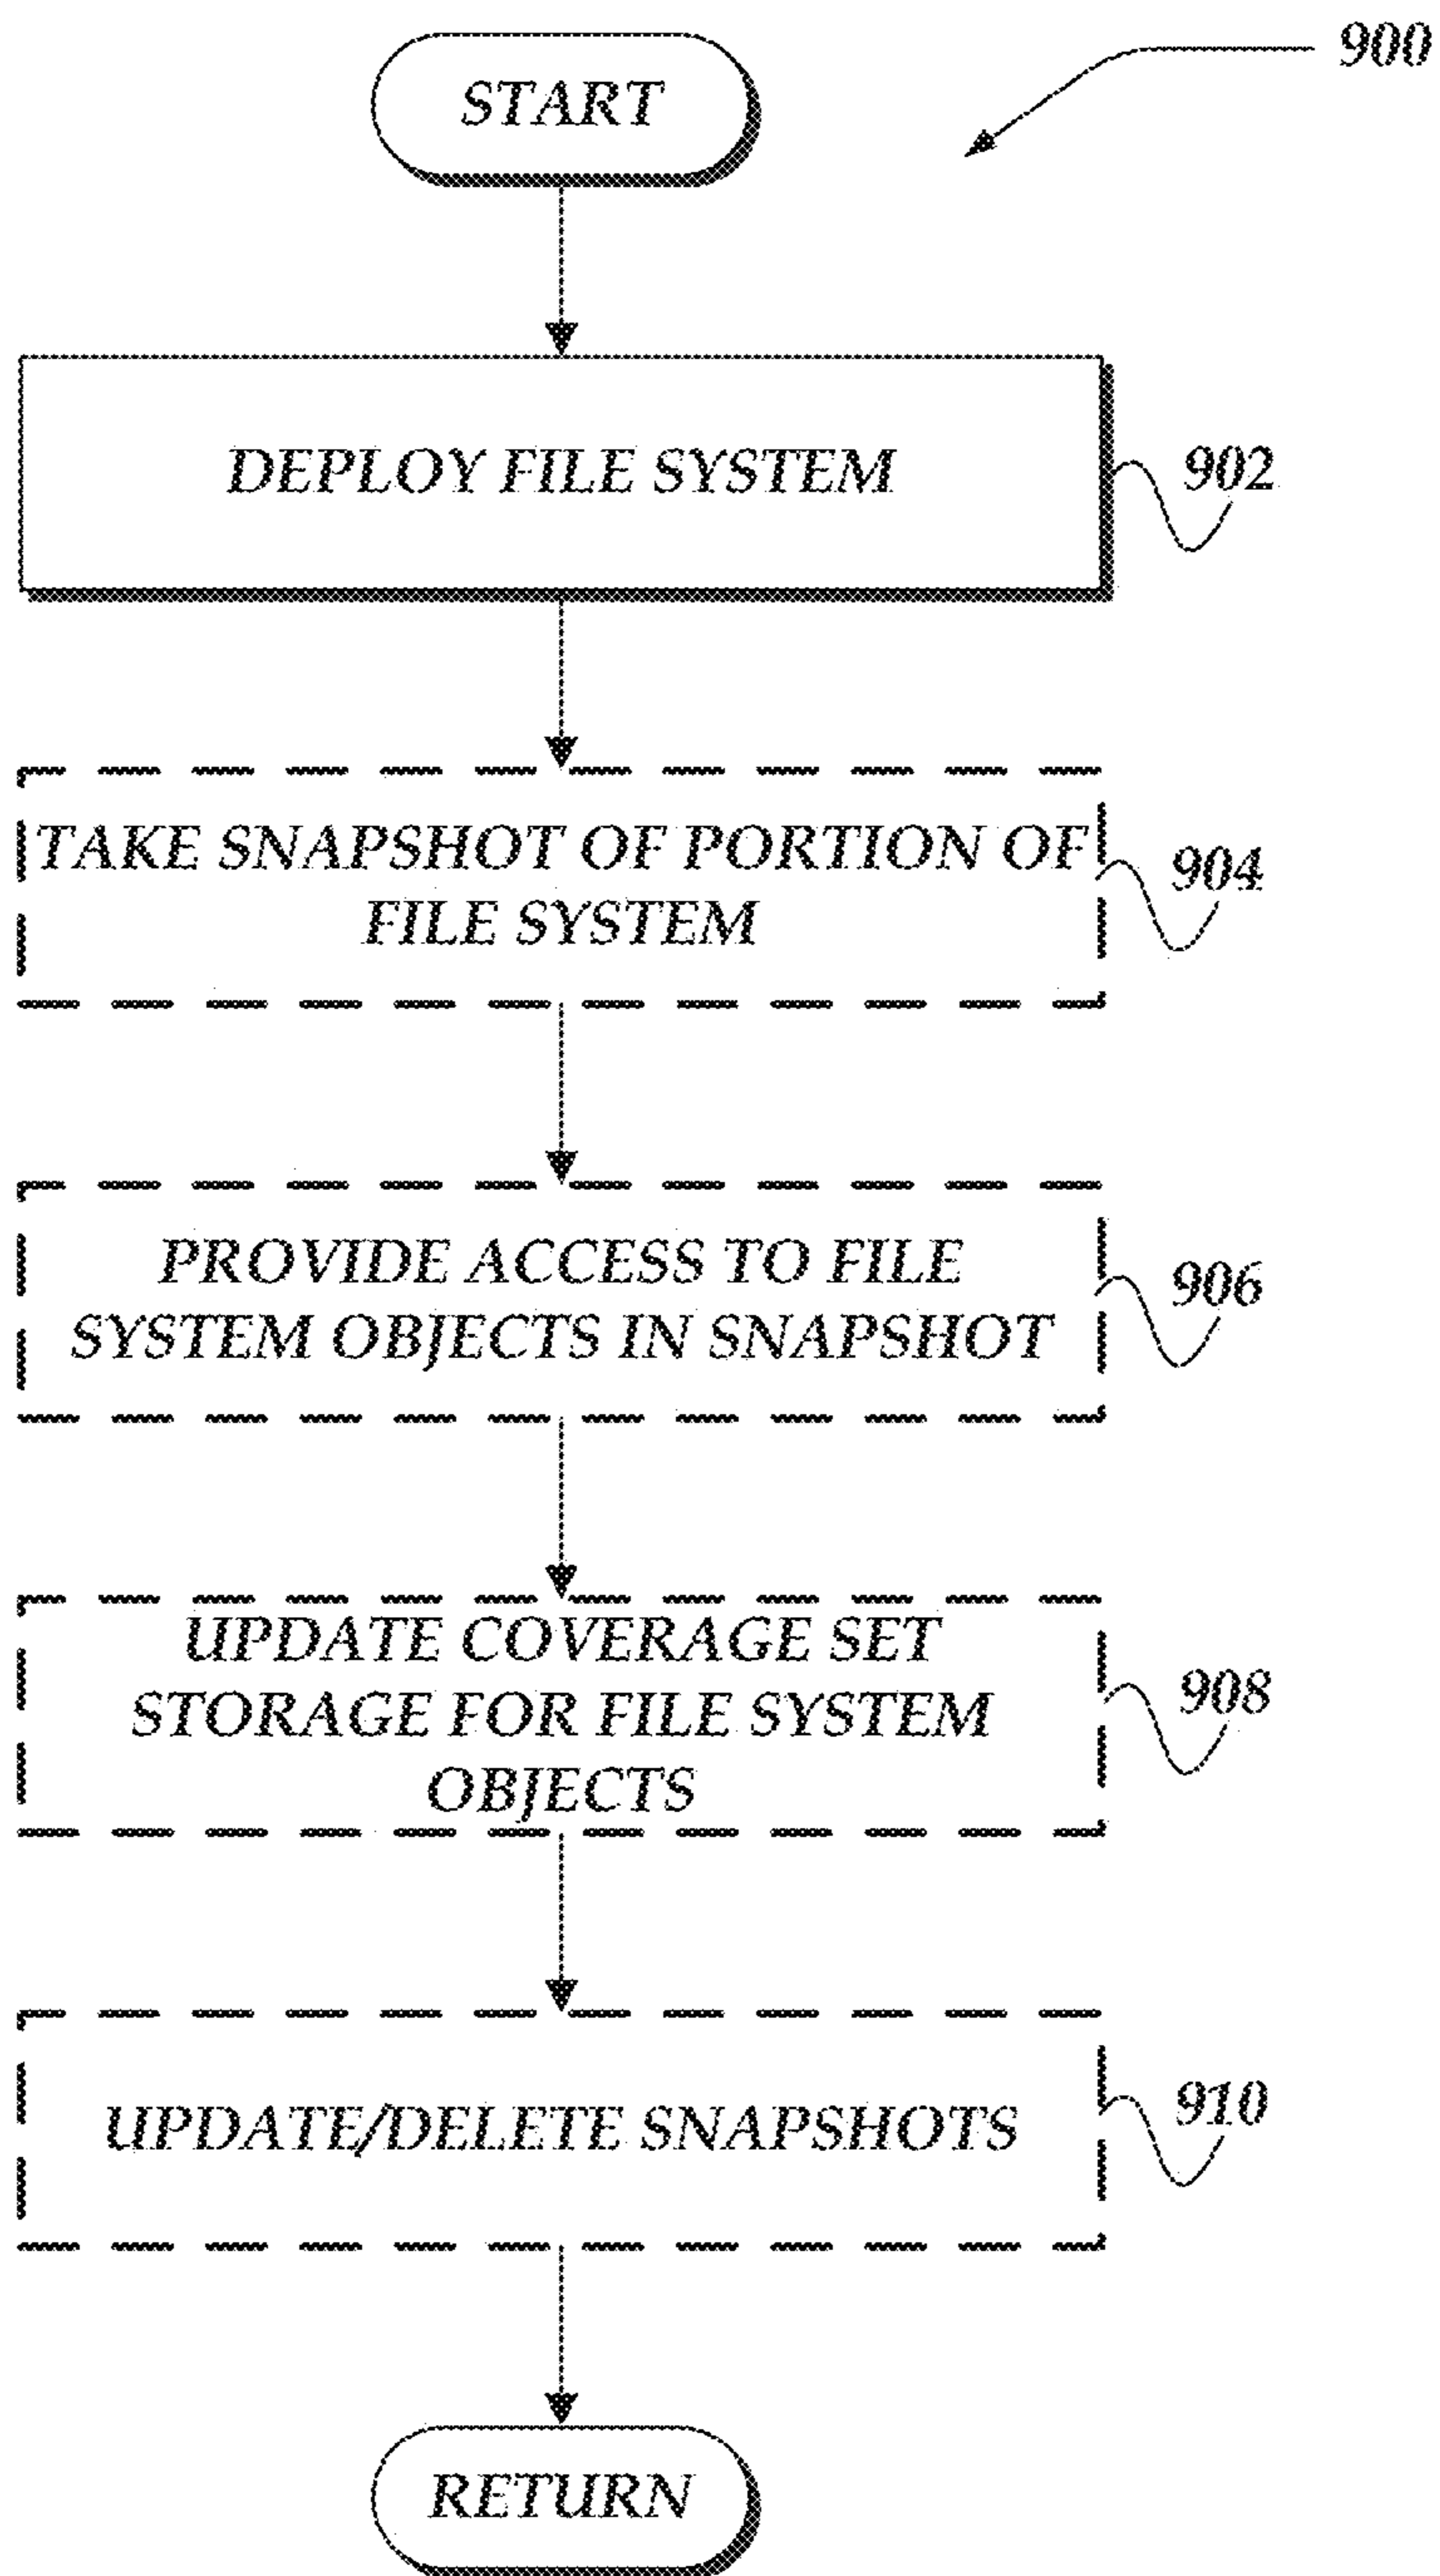 900
START
DEPLOY FILE SYSTEM
902
TAKE SNAPSHOT OF PORTION OF
FILE SYSTEM
904
PROVIDE ACCESS TO FILE
SYSTEM OBJECTS IN SNAPSHOT
906
UPDATE COVERAGE SET
STORAGE FOR FILE SYSTEM
OBJECTS
908
UPDATE/DELETE SNAPSHOTS
910
RETURN